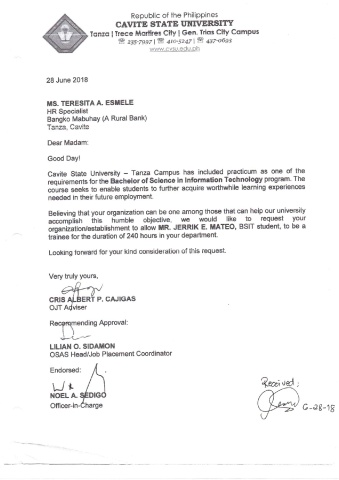 Republic of the Philippines
CAVITE STATE UNIVERSITY
Tanza | Trece Martires City | Gen. Trias City Campus
☎ 235-7997 | ☎ 410-5247 | ☎ 437-0693
www.cvsu.edu.ph
28 June 2018
MS. TERESITA A. ESMELE
HR Specialist
Bangko Mabuhay (A Rural Bank)
Tanza, Cavite
Dear Madam:
Good Day!
Cavite State University – Tanza Campus has included practicum as one of the
requirements for the Bachelor of Science in Information Technology program. The
course seeks to enable students to further acquire worthwhile learning experiences
needed in their future employment.
Believing that your organization can be one among those that can help our university
accomplish this humble objective, we would like to request your
organization/establishment to allow MR. JERRIK E. MATEO, BSIT student, to be a
trainee for the duration of 240 hours in your department.
Looking forward for your kind consideration of this request.
Very truly yours,
CRIS ALBERT P. CAJIGAS
OJT Adviser
Recommending Approval:
LILIAN O. SIDAMON
OSAS Head/Job Placement Coordinator
Endorsed:
NOEL A. SEDIGO
Officer-in-Charge
Received:
6-28-18